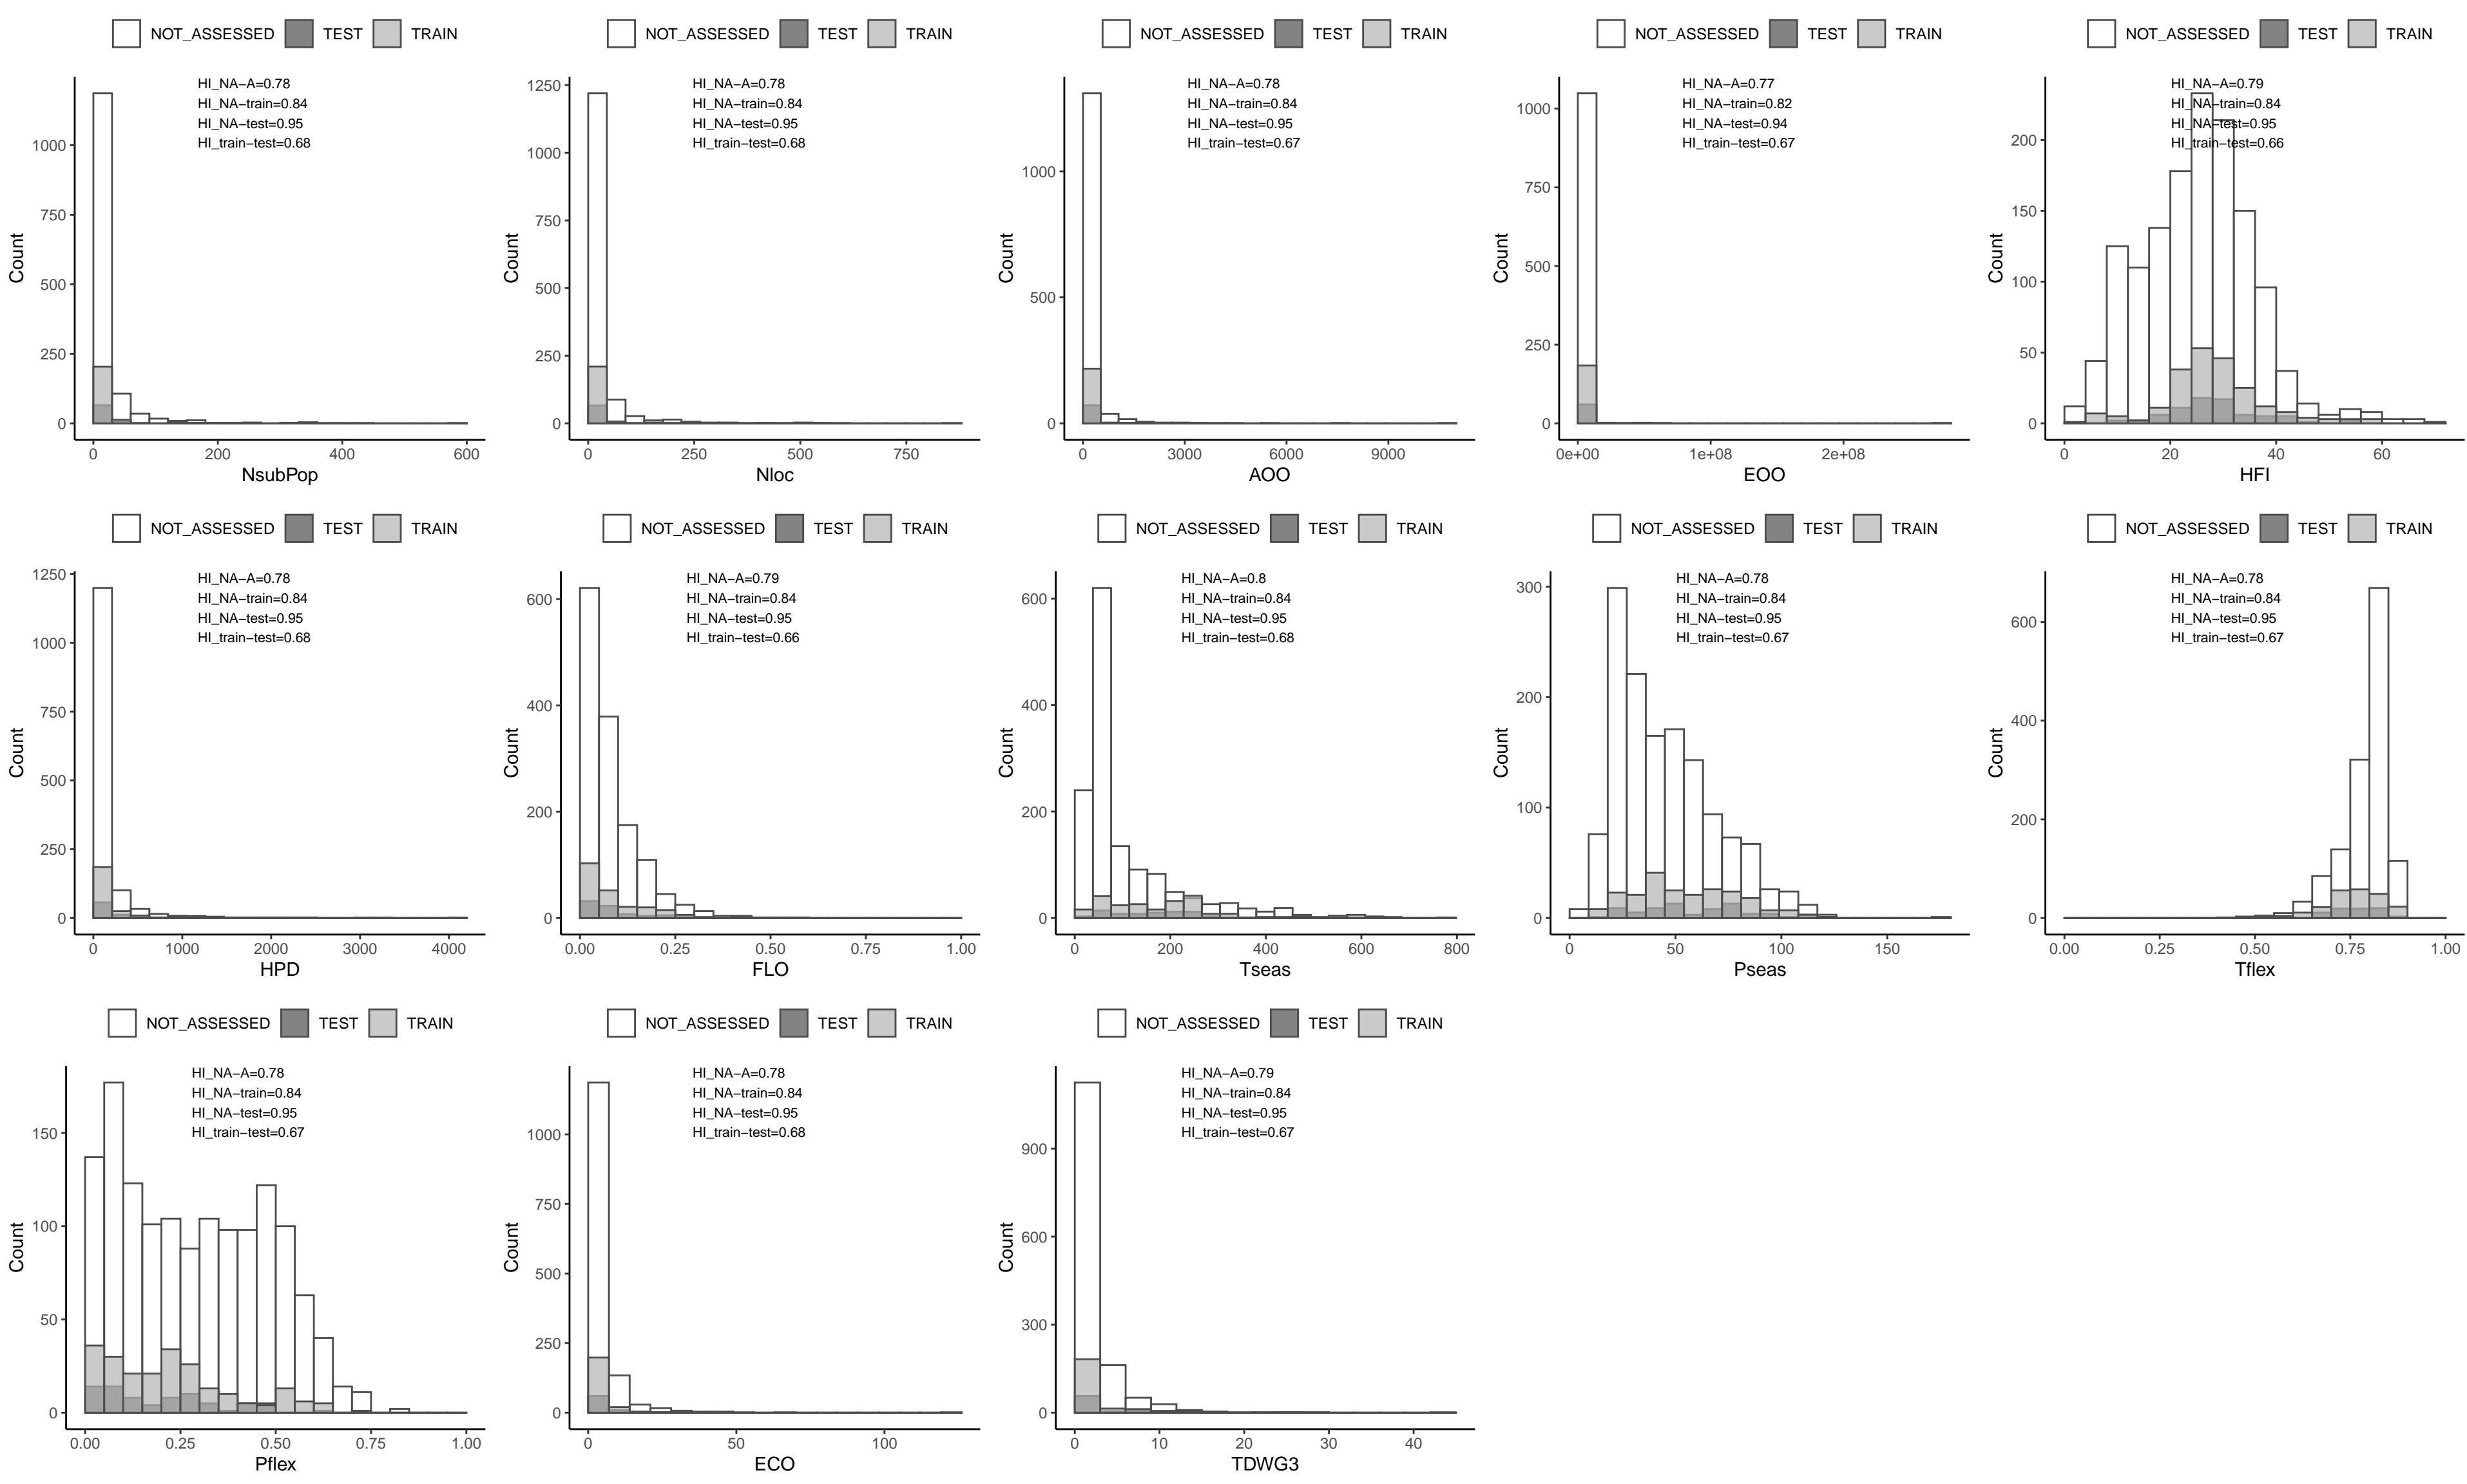 NOT_ASSESSED TEST TRAIN
HI_NA−A=0.78
HI_NA−train=0.84
HI_NA−test=0.95
HI_train−test=0.68
1000
750
500
250
0
0 200 400 600
Count
NsubPop
NOT_ASSESSED TEST TRAIN
HI_NA−A=0.78
HI_NA−train=0.84
HI_NA−test=0.95
HI_train−test=0.68
1250
1000
750
500
250
0
0 250 500 750
Count
Nloc
NOT_ASSESSED TEST TRAIN
HI_NA−A=0.78
HI_NA−train=0.84
HI_NA−test=0.95
HI_train−test=0.67
1000
500
0
0 3000 6000 9000
Count
AOO
NOT_ASSESSED TEST TRAIN
HI_NA−A=0.77
HI_NA−train=0.82
HI_NA−test=0.94
HI_train−test=0.67
1000
750
500
250
0
0e+00 1e+08 2e+08
Count
EOO
NOT_ASSESSED TEST TRAIN
HI_NA−A=0.79
HI_NA−train=0.84
HI_NA−test=0.95
HI_train−test=0.66
200
150
100
50
0
0 20 40 60
Count
HFI
NOT_ASSESSED TEST TRAIN
HI_NA−A=0.78
HI_NA−train=0.84
HI_NA−test=0.95
HI_train−test=0.68
1250
1000
750
500
250
0
0 1000 2000 3000 4000
Count
HPD
NOT_ASSESSED TEST TRAIN
HI_NA−A=0.79
HI_NA−train=0.84
HI_NA−test=0.95
HI_train−test=0.66
600
400
200
0
0.00 0.25 0.50 0.75 1.00
Count
FLO
NOT_ASSESSED TEST TRAIN
HI_NA−A=0.8
HI_NA−train=0.84
HI_NA−test=0.95
HI_train−test=0.68
600
400
200
0
0 200 400 600 800
Count
Tseas
NOT_ASSESSED TEST TRAIN
HI_NA−A=0.78
HI_NA−train=0.84
HI_NA−test=0.95
HI_train−test=0.67
300
200
100
0
0 50 100 150
Count
Pseas
NOT_ASSESSED TEST TRAIN
HI_NA−A=0.78
HI_NA−train=0.84
HI_NA−test=0.95
HI_train−test=0.67
600
400
200
0
0.00 0.25 0.50 0.75 1.00
Count
Tflex
NOT_ASSESSED TEST TRAIN
HI_NA−A=0.78
HI_NA−train=0.84
HI_NA−test=0.95
HI_train−test=0.67
150
100
50
0
0.00 0.25 0.50 0.75 1.00
Count
Pflex
NOT_ASSESSED TEST TRAIN
HI_NA−A=0.78
HI_NA−train=0.84
HI_NA−test=0.95
HI_train−test=0.68
1000
750
500
250
0
0 50 100
Count
ECO
NOT_ASSESSED TEST TRAIN
HI_NA−A=0.79
HI_NA−train=0.84
HI_NA−test=0.95
HI_train−test=0.67
900
600
300
0
0 10 20 30 40
Count
TDWG3